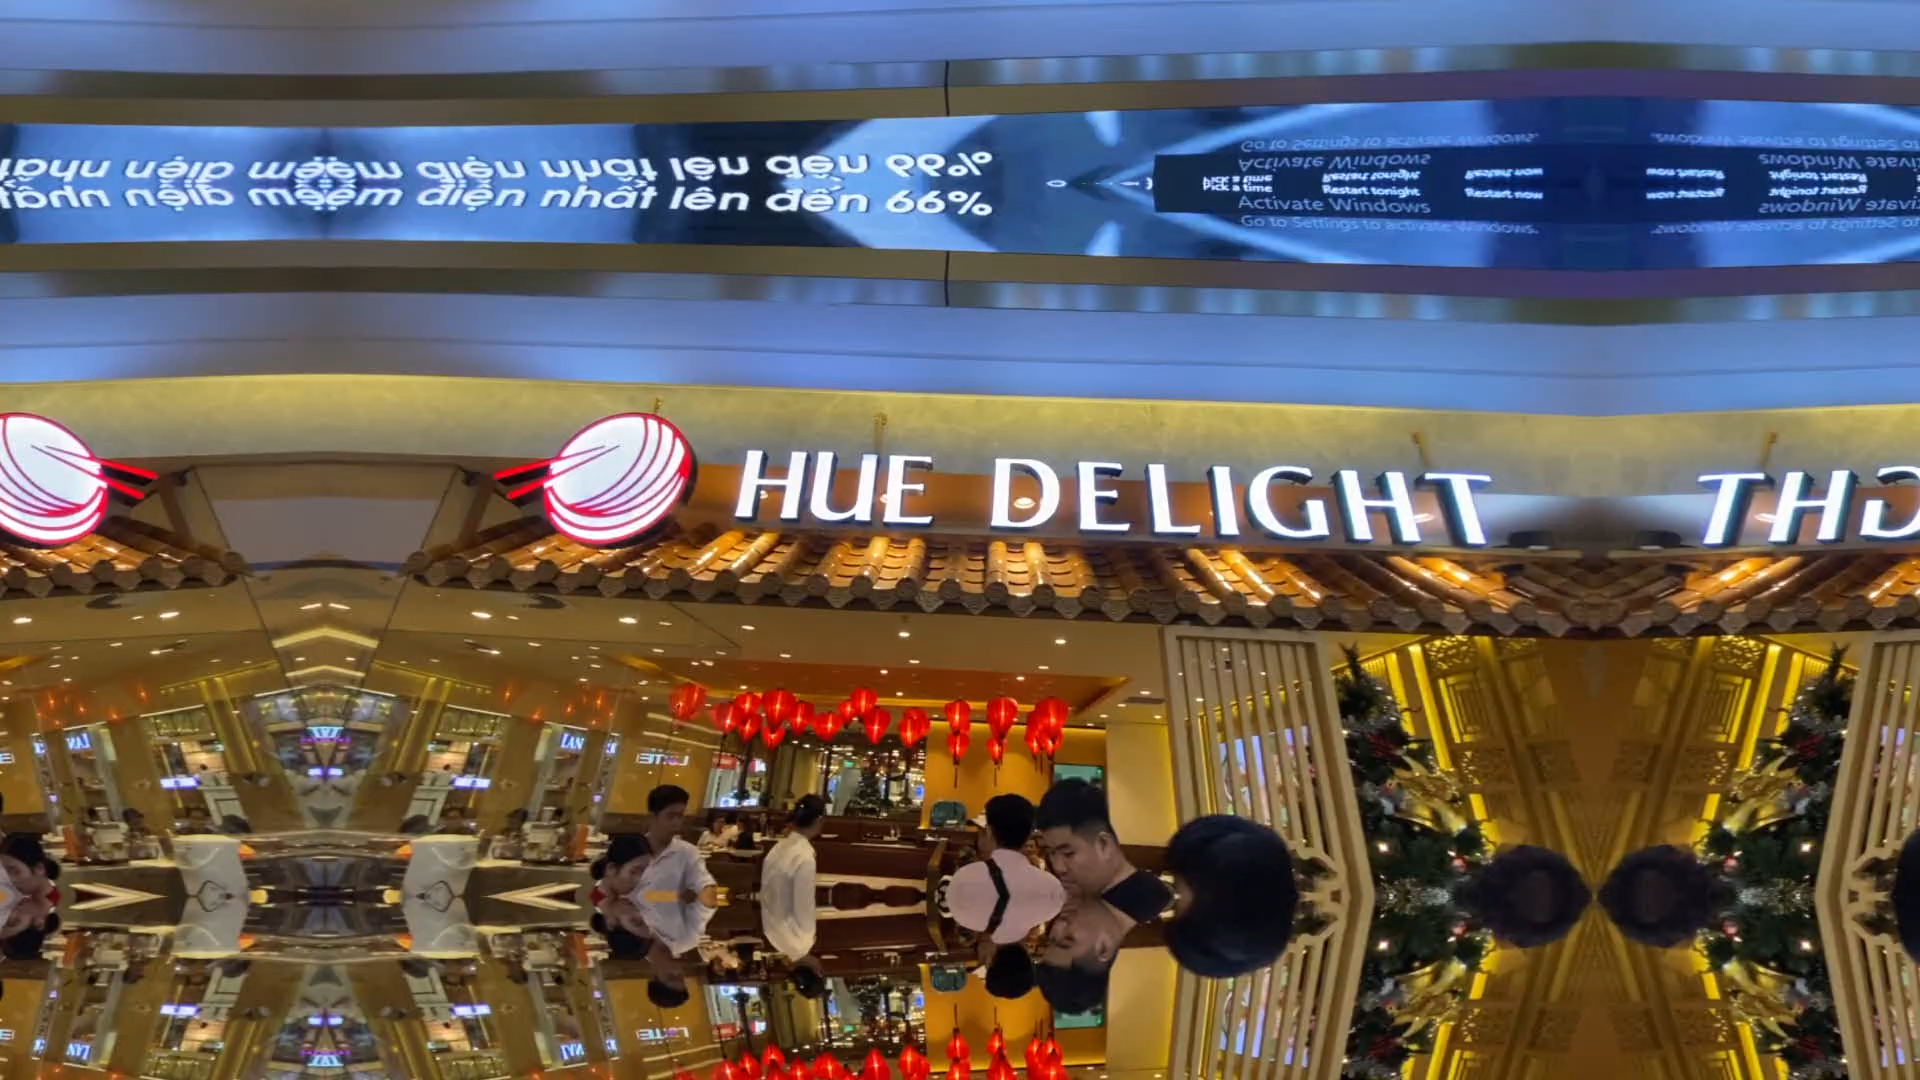 điện nhất lên đến 66%
Pick a time Restart tonight Restart now
Activate Windows
Go to Settings to activate Windows.
HUE DELIGHT